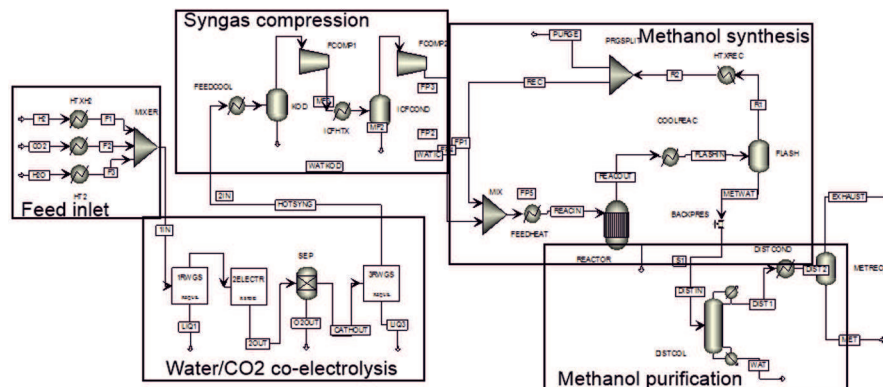 Syngas compression
FCOMP1
FCOMP2
FEEDCOOL
KOD
ICFHTX
ICFCOND
MP2
WATKOD
FP3
FP2
WATIC
Methanol synthesis
PURGE
PRGSPLIT
HTXREC
REC
R2
R1
FP1
COOLREAC
FLASHIN
FLASH
REACOUT
METWAT
MIX
FP5
REACIN
FEEDHEAT
BACKPRES
REACTOR
HTXH2
MIXER
H2
P1
CO2
P2
H2O
P3
HT2
Feed inlet
1IN
2IN
HOTSYNG
1RWGS
2ELECTR
SEP
3RWGS
LIQ1
2OUT
O2OUT
CATHOUT
LIQ3
Water/CO2 co-electrolysis
EXHAUST
DISTCOND
S1
DIST2
METREC
DISTIN
DIST1
MET
DISTCOL
WAT
Methanol purification